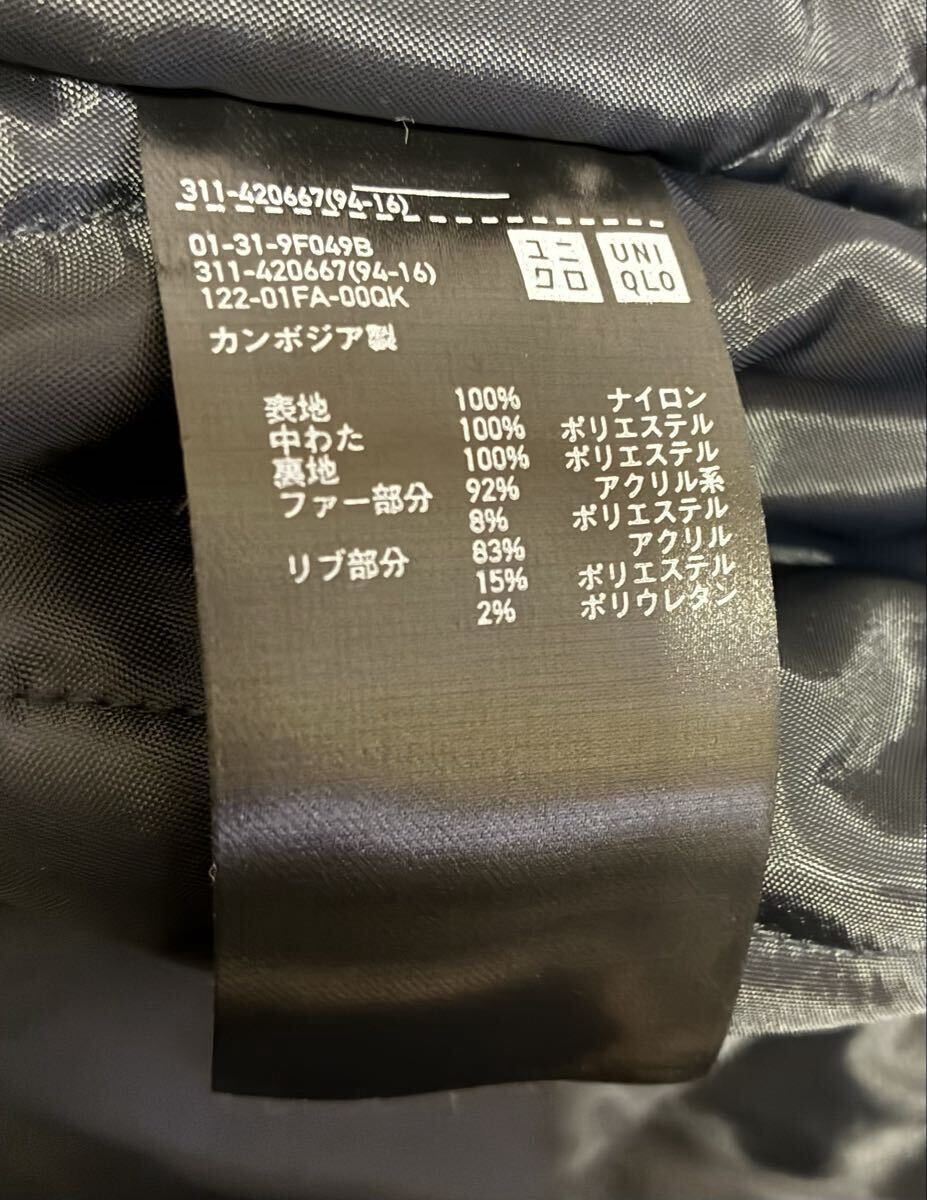 311-420667(94-16)
01-31-9F049B
311-420667(94-16)
122-01FA-00QK
ユニ
クロ
UNI
QLO
カンボジア製
表地 100% ナイロン
中わた 100% ポリエステル
裏地 100% ポリエステル
ファー部分 92% アクリル系
8% ポリエステル
リブ部分 83% アクリル
15% ポリエステル
2% ポリウレタン